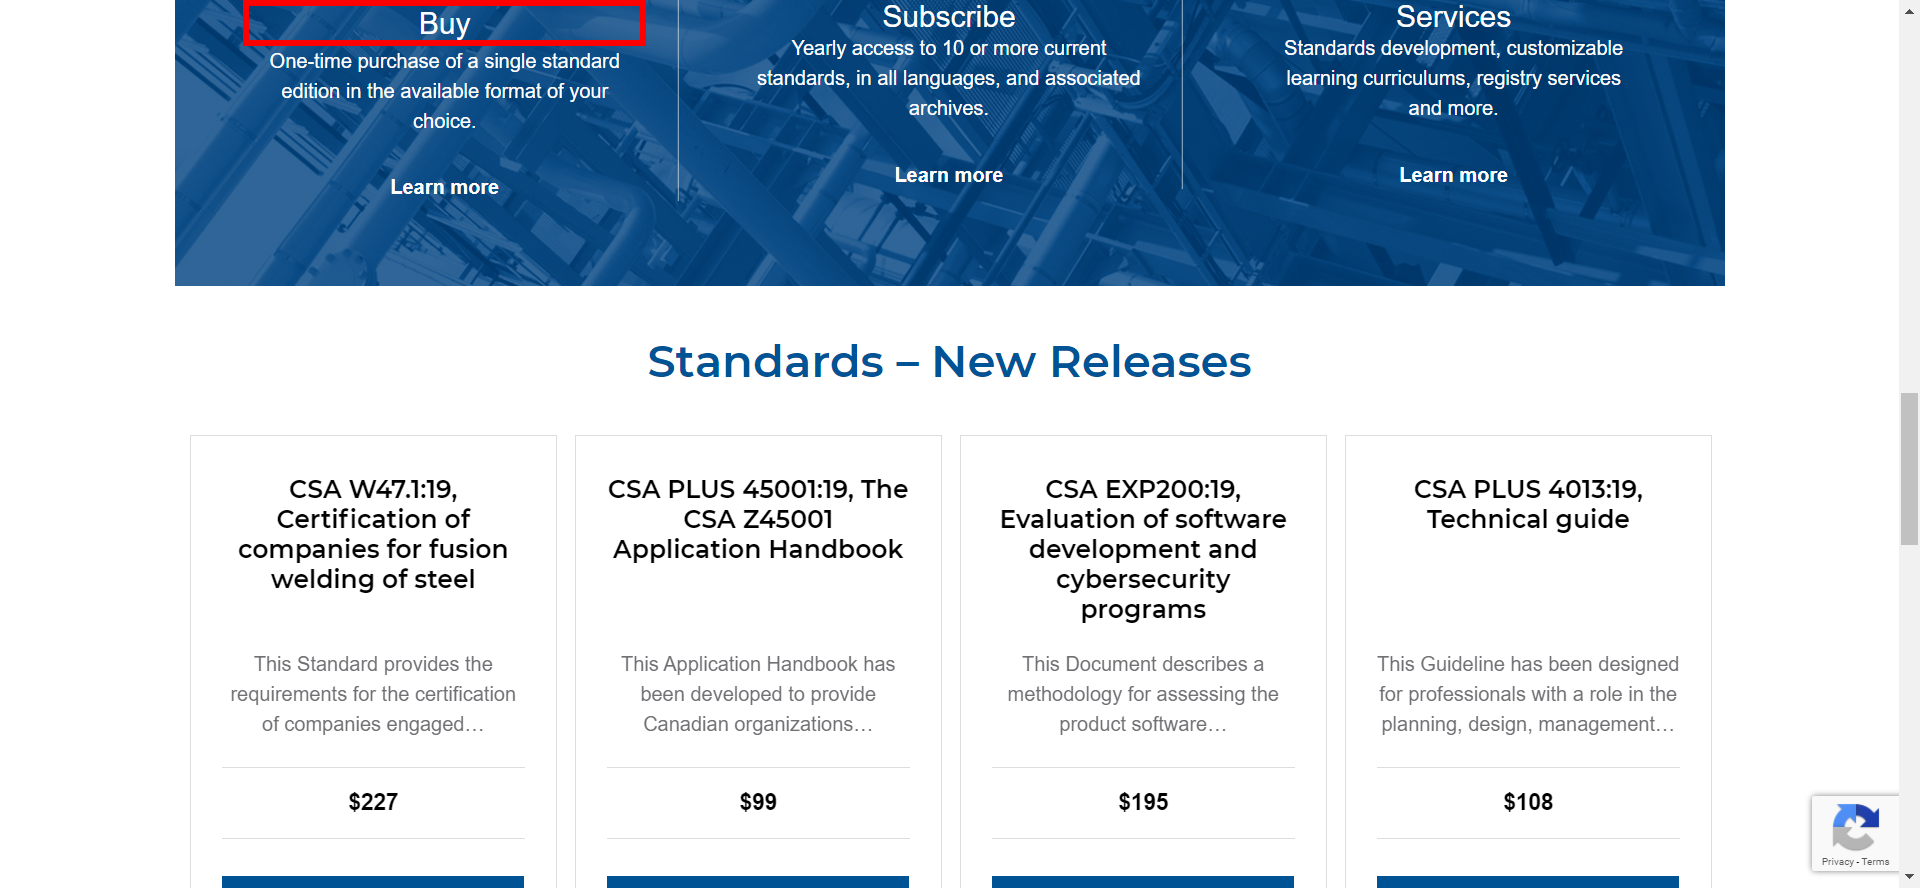 Buy
One-time purchase of a single standard
edition in the available format of your
choice.
Learn more
Subscribe
Yearly access to 10 or more current
standards, in all languages, and associated
archives.
Learn more
Services
Standards development, customizable
learning curriculums, registry services
and more.
Learn more
Standards – New Releases
CSA W47.1:19,
Certification of
companies for fusion
welding of steel
This Standard provides the
requirements for the certification
of companies engaged…
$227
CSA PLUS 45001:19, The
CSA Z45001
Application Handbook
This Application Handbook has
been developed to provide
Canadian organizations…
$99
CSA EXP200:19,
Evaluation of software
development and
cybersecurity
programs
This Document describes a
methodology for assessing the
product software…
$195
CSA PLUS 4013:19,
Technical guide
This Guideline has been designed
for professionals with a role in the
planning, design, management…
$108
Privacy - Terms